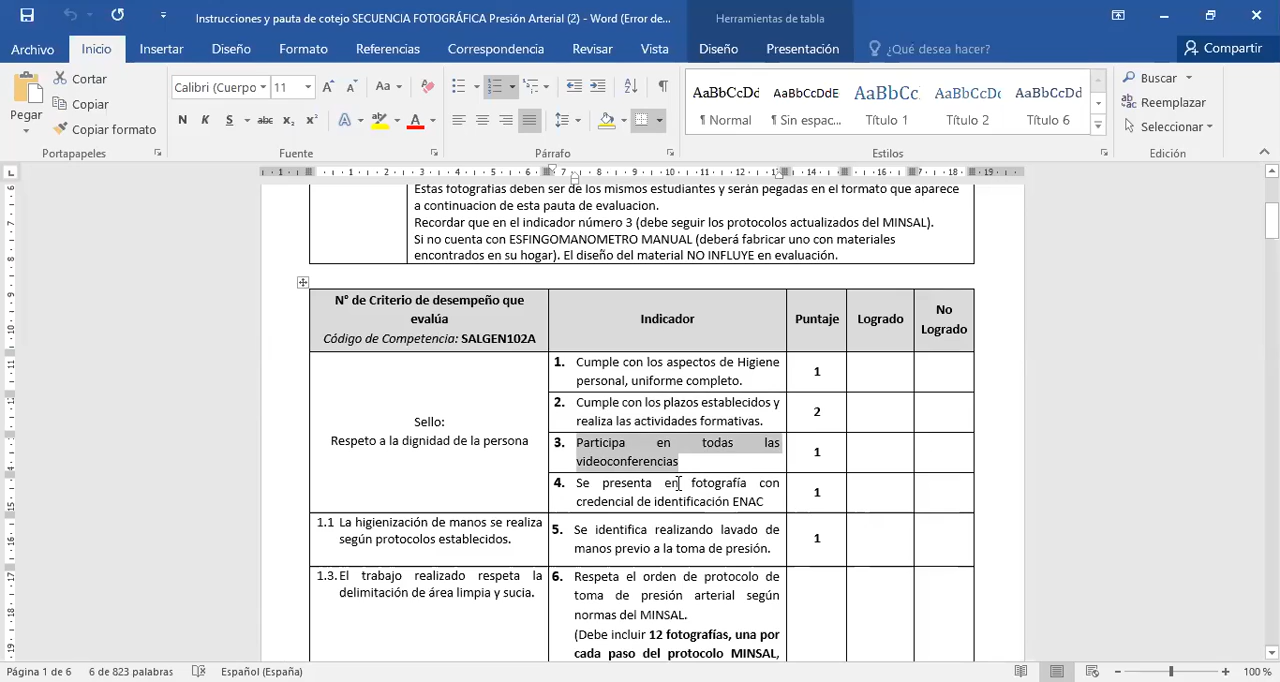 Instrucciones y pauta de cotejo SECUENCIA FOTOGRÁFICA Presión Arterial (2) - Word (Error de...
Herramientas de tabla
Archivo
Inicio
Insertar
Diseño
Formato
Referencias
Correspondencia
Revisar
Vista
Diseño
Presentación
¿Qué desea hacer?
Compartir
Pegar
Cortar
Copiar
Copiar formato
Portapapeles
Calibri (Cuerpo
11
Fuente
Párrafo
AaBbCcDc
¶ Normal
AaBbCcDdE
¶ Sin espac...
AaBbCc
Título 1
AaBbCcDc
Título 2
AaBbCcDd
Título 6
Estilos
Buscar
Reemplazar
Seleccionar
Edición
Estas fotografías deben ser de los mismos estudiantes y serán pegadas en el formato que aparece
a continuacion de esta pauta de evaluacion.
Recordar que en el indicador número 3 (debe seguir los protocolos actualizados del MINSAL).
Si no cuenta con ESFINGOMANOMETRO MANUAL (deberá fabricar uno con materiales
encontrados en su hogar). El diseño del material NO INFLUYE en evaluación.
N° de Criterio de desempeño que
evalúa
Código de Competencia: SALGEN102A
Indicador
Puntaje
Logrado
No
Logrado
Sello:
Respeto a la dignidad de la persona
1. Cumple con los aspectos de Higiene
personal, uniforme completo.
1
2. Cumple con los plazos establecidos y
realiza las actividades formativas.
2
3. Participa en todas las
videoconferencias
1
4. Se presenta en fotografía con
credencial de identificación ENAC
1
1.1 La higienización de manos se realiza
según protocolos establecidos.
5. Se identifica realizando lavado de
manos previo a la toma de presión.
1
1.3. El trabajo realizado respeta la
delimitación de área limpia y sucia.
6. Respeta el orden de protocolo de
toma de presión arterial según
normas del MINSAL.
(Debe incluir 12 fotografías, una por
cada paso del protocolo MINSAL,
Página 1 de 6
6 de 823 palabras
Español (España)
100 %